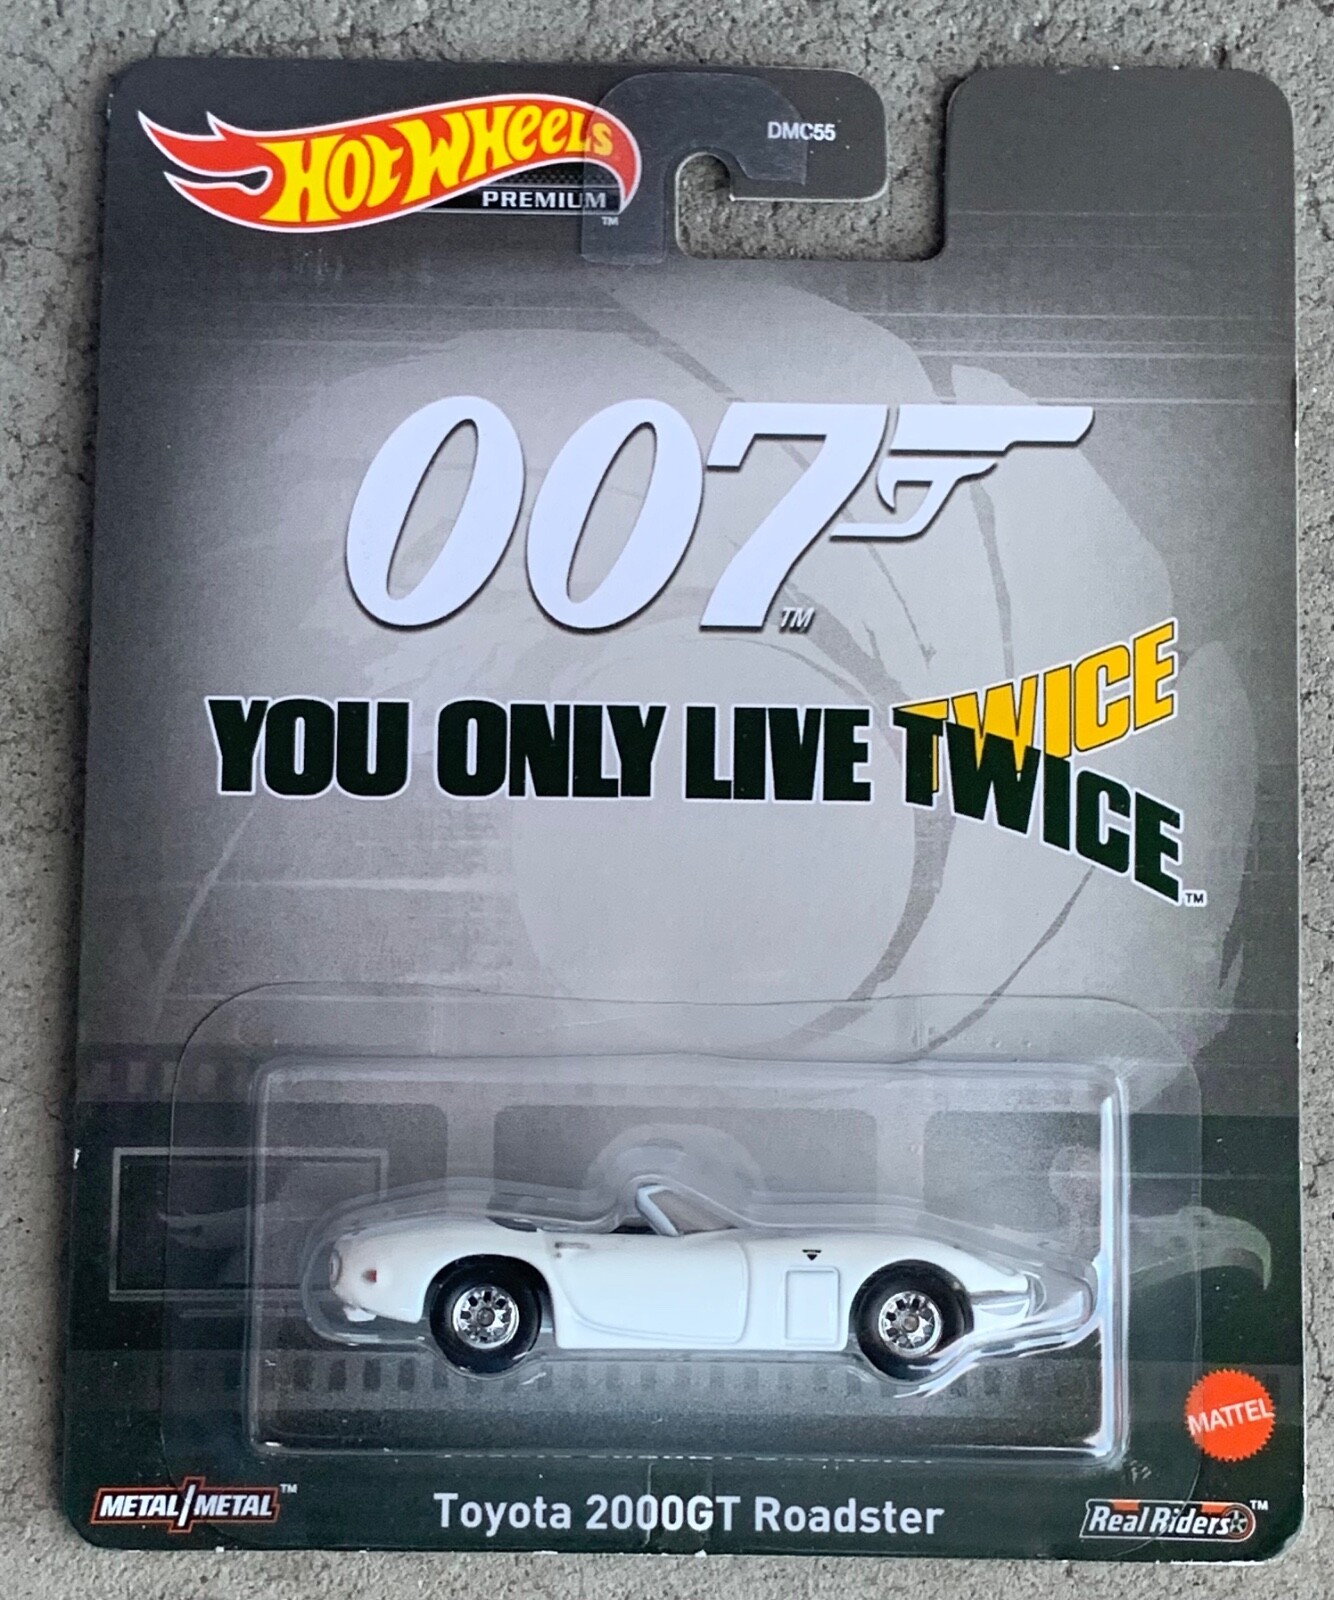 HOT WHEELS
PREMIUM
TM
DMC55
007
TM
YOU ONLY LIVE TWICE
TWICE
TM
MATTEL
METAL/METAL TM
Toyota 2000GT Roadster
Real Riders TM